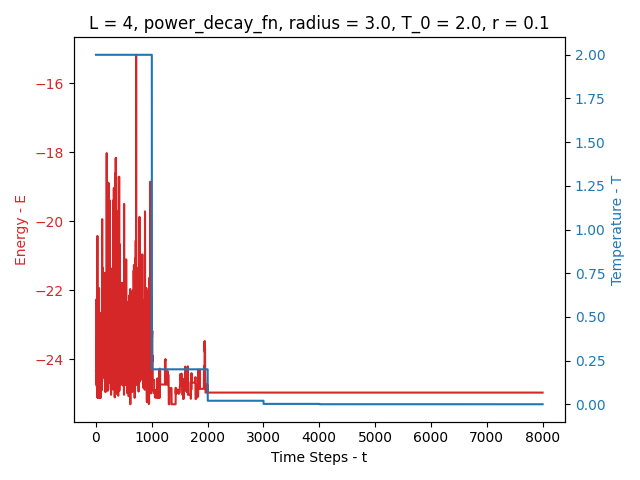 L = 4, power_decay_fn, radius = 3.0, T_0 = 2.0, r = 0.1
−16
−18
−20
−22
−24
Energy - E
2.00
1.75
1.50
1.25
1.00
0.75
0.50
0.25
0.00
Temperature - T
0 1000 2000 3000 4000 5000 6000 7000 8000
Time Steps - t